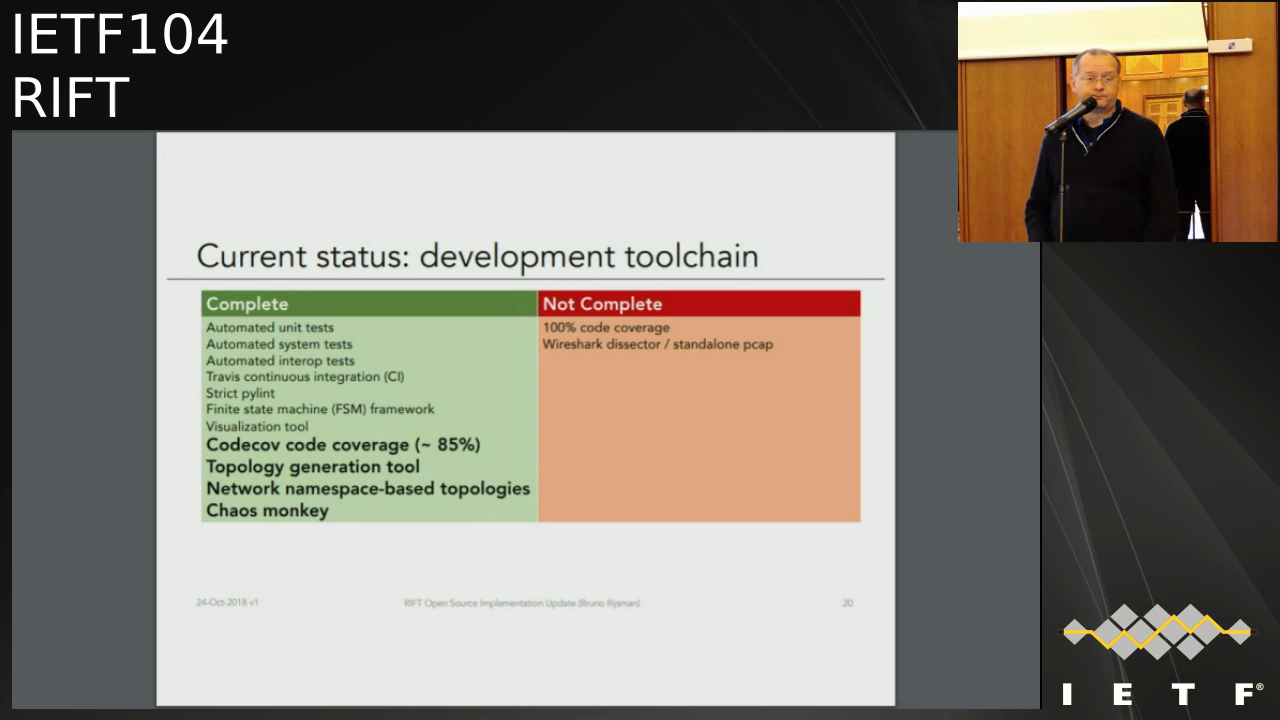 IETF104
RIFT
Current status: development toolchain
Complete
Not Complete
Automated unit tests
Automated system tests
Automated interop tests
Travis continuous integration (CI)
Strict pylint
Finite state machine (FSM) framework
Visualization tool
Codecov code coverage (~ 85%)
Topology generation tool
Network namespace-based topologies
Chaos monkey
100% code coverage
Wireshark dissector / standalone pcap
24-Oct-2018 v1
RIFT Open Source Implementation Update (Bruno Rijsman)
20
I E T F®